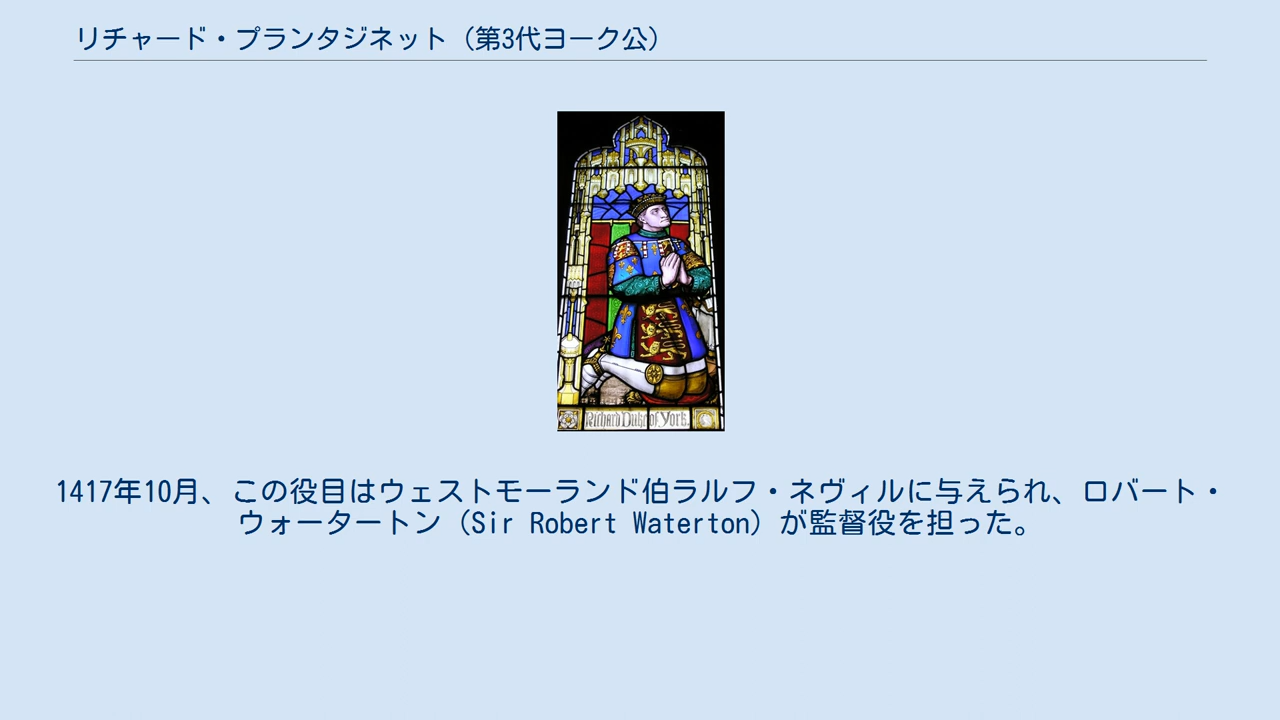 リチャード・プランタジネット（第3代ヨーク公）
Richard Duke of York.
1417年10月、この役目はウェストモーランド伯ラルフ・ネヴィルに与えられ、ロバート・
ウォータートン（Sir Robert Waterton）が監督役を担った。